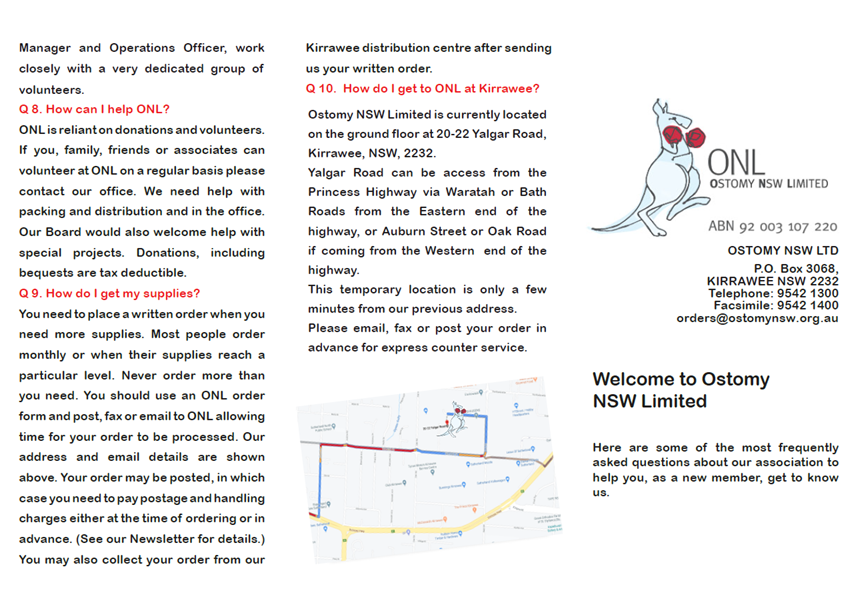 Manager and Operations Officer, work
closely with a very dedicated group of
volunteers.
Q 8. How can I help ONL?
ONL is reliant on donations and volunteers.
If you, family, friends or associates can
volunteer at ONL on a regular basis please
contact our office. We need help with
packing and distribution and in the office.
Our Board would also welcome help with
special projects. Donations, including
bequests are tax deductible.
Q 9. How do I get my supplies?
You need to place a written order when you
need more supplies. Most people order
monthly or when their supplies reach a
particular level. Never order more than
you need. You should use an ONL order
form and post, fax or email to ONL allowing
time for your order to be processed. Our
address and email details are shown
above. Your order may be posted, in which
case you need to pay postage and handling
charges either at the time of ordering or in
advance. (See our Newsletter for details.)
You may also collect your order from our
Kirrawee distribution centre after sending
us your written order.
Q 10. How do I get to ONL at Kirrawee?
Ostomy NSW Limited is currently located
on the ground floor at 20-22 Yalgar Road,
Kirrawee, NSW, 2232.
Yalgar Road can be access from the
Princess Highway via Waratah or Bath
Roads from the Eastern end of the
highway, or Auburn Street or Oak Road
if coming from the Western end of the
highway.
This temporary location is only a few
minutes from our previous address.
Please email, fax or post your order in
advance for express counter service.
ONL
OSTOMY NSW LIMITED
ABN 92 003 107 220
OSTOMY NSW LTD
P.O. Box 3068,
KIRRAWEE NSW 2232
Telephone: 9542 1300
Facsimile: 9542 1400
orders@ostomynsw.org.au
Welcome to Ostomy
NSW Limited
Here are some of the most frequently
asked questions about our association to
help you, as a new member, get to know
us.